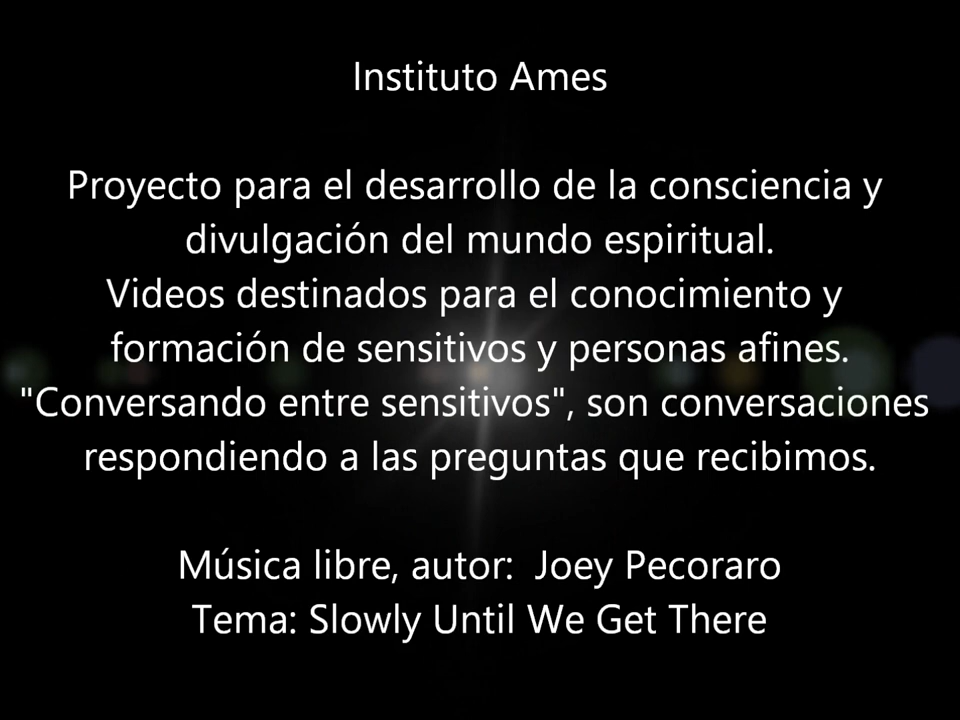 Instituto Ames
Proyecto para el desarrollo de la consciencia y
divulgación del mundo espiritual.
Videos destinados para el conocimiento y
formación de sensitivos y personas afines.
"Conversando entre sensitivos", son conversaciones
respondiendo a las preguntas que recibimos.
Música libre, autor:  Joey Pecoraro
Tema: Slowly Until We Get There